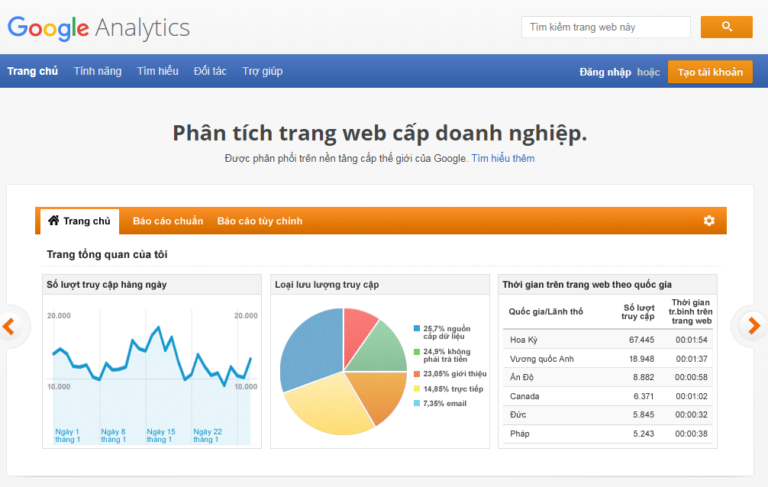 Google Analytics
Tìm kiếm trang web này
Trang chủ Tính năng Tìm hiểu Đối tác Trợ giúp
Đăng nhập hoặc Tạo tài khoản
Phân tích trang web cấp doanh nghiệp.
Được phân phối trên nền tảng cấp thế giới của Google. Tìm hiểu thêm
Trang chủ Báo cáo chuẩn Báo cáo tùy chỉnh
Trang tổng quan của tôi
Số lượt truy cập hàng ngày
20.000 20.000
10.000 10.000
Ngày 1 Ngày 8 Ngày 15 Ngày 22
tháng 1 tháng 1 tháng 1 tháng 1
Loại lưu lượng truy cập
25,7% nguồn
cấp dữ liệu
24,9% không
phải trả tiền
23,05% giới thiệu
14,85% trực tiếp
7,35% email
Thời gian trên trang web theo quốc gia
Quốc gia/Lãnh thổ Số lượt truy cập Thời gian tr.bình trên trang web
Hoa Kỳ 67.445 00:01:54
Vương quốc Anh 18.948 00:01:37
Ấn Độ 8.882 00:00:58
Canada 6.371 00:01:02
Đức 5.845 00:00:32
Pháp 5.243 00:00:38